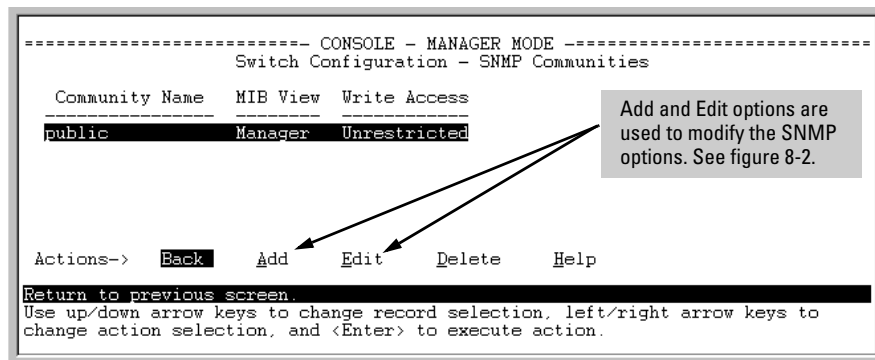 ==========================- CONSOLE - MANAGER MODE -============================
Switch Configuration - SNMP Communities
Community Name MIB View Write Access
---------------- -------- ------------
public Manager Unrestricted
Add and Edit options are
used to modify the SNMP
options. See figure 8-2.
Actions-> Back Add Edit Delete Help
Return to previous screen.
Use up/down arrow keys to change record selection, left/right arrow keys to
change action selection, and <Enter> to execute action.